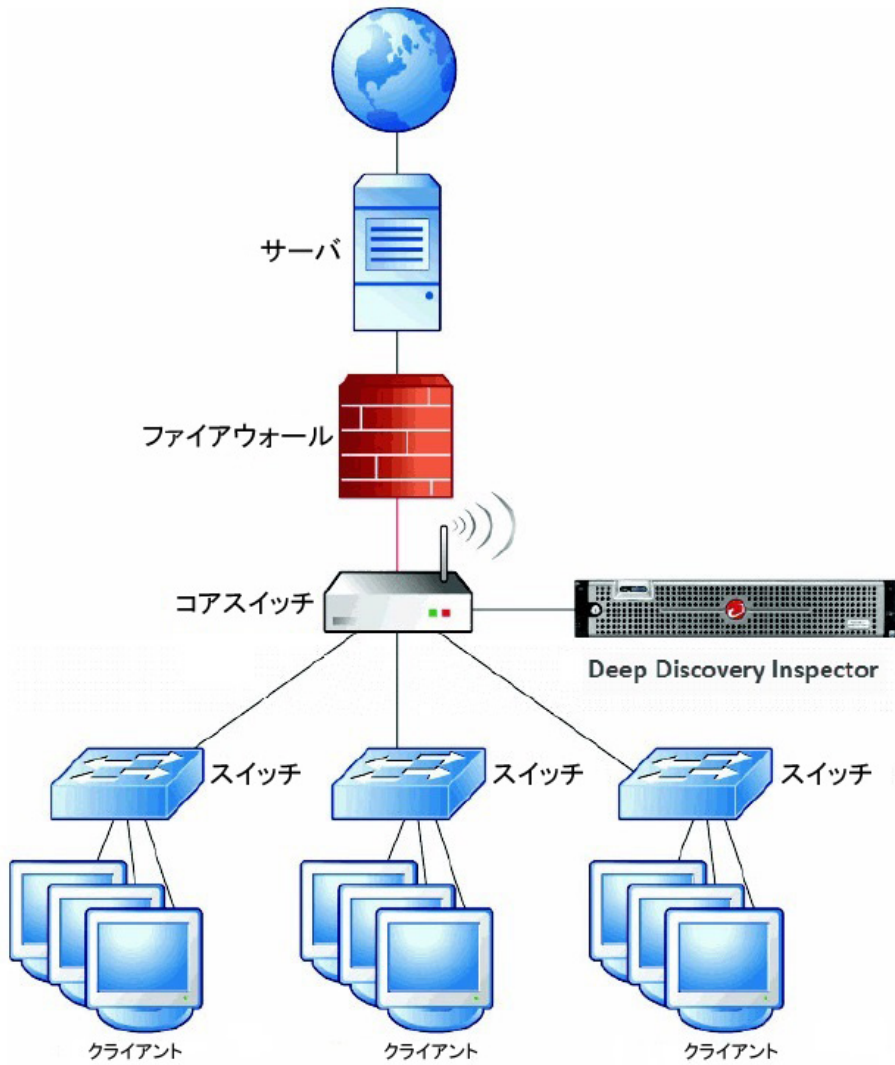 サーバ
ファイアウォール
コアスイッチ
Deep Discovery Inspector
スイッチ
スイッチ
スイッチ
クライアント
クライアント
クライアント